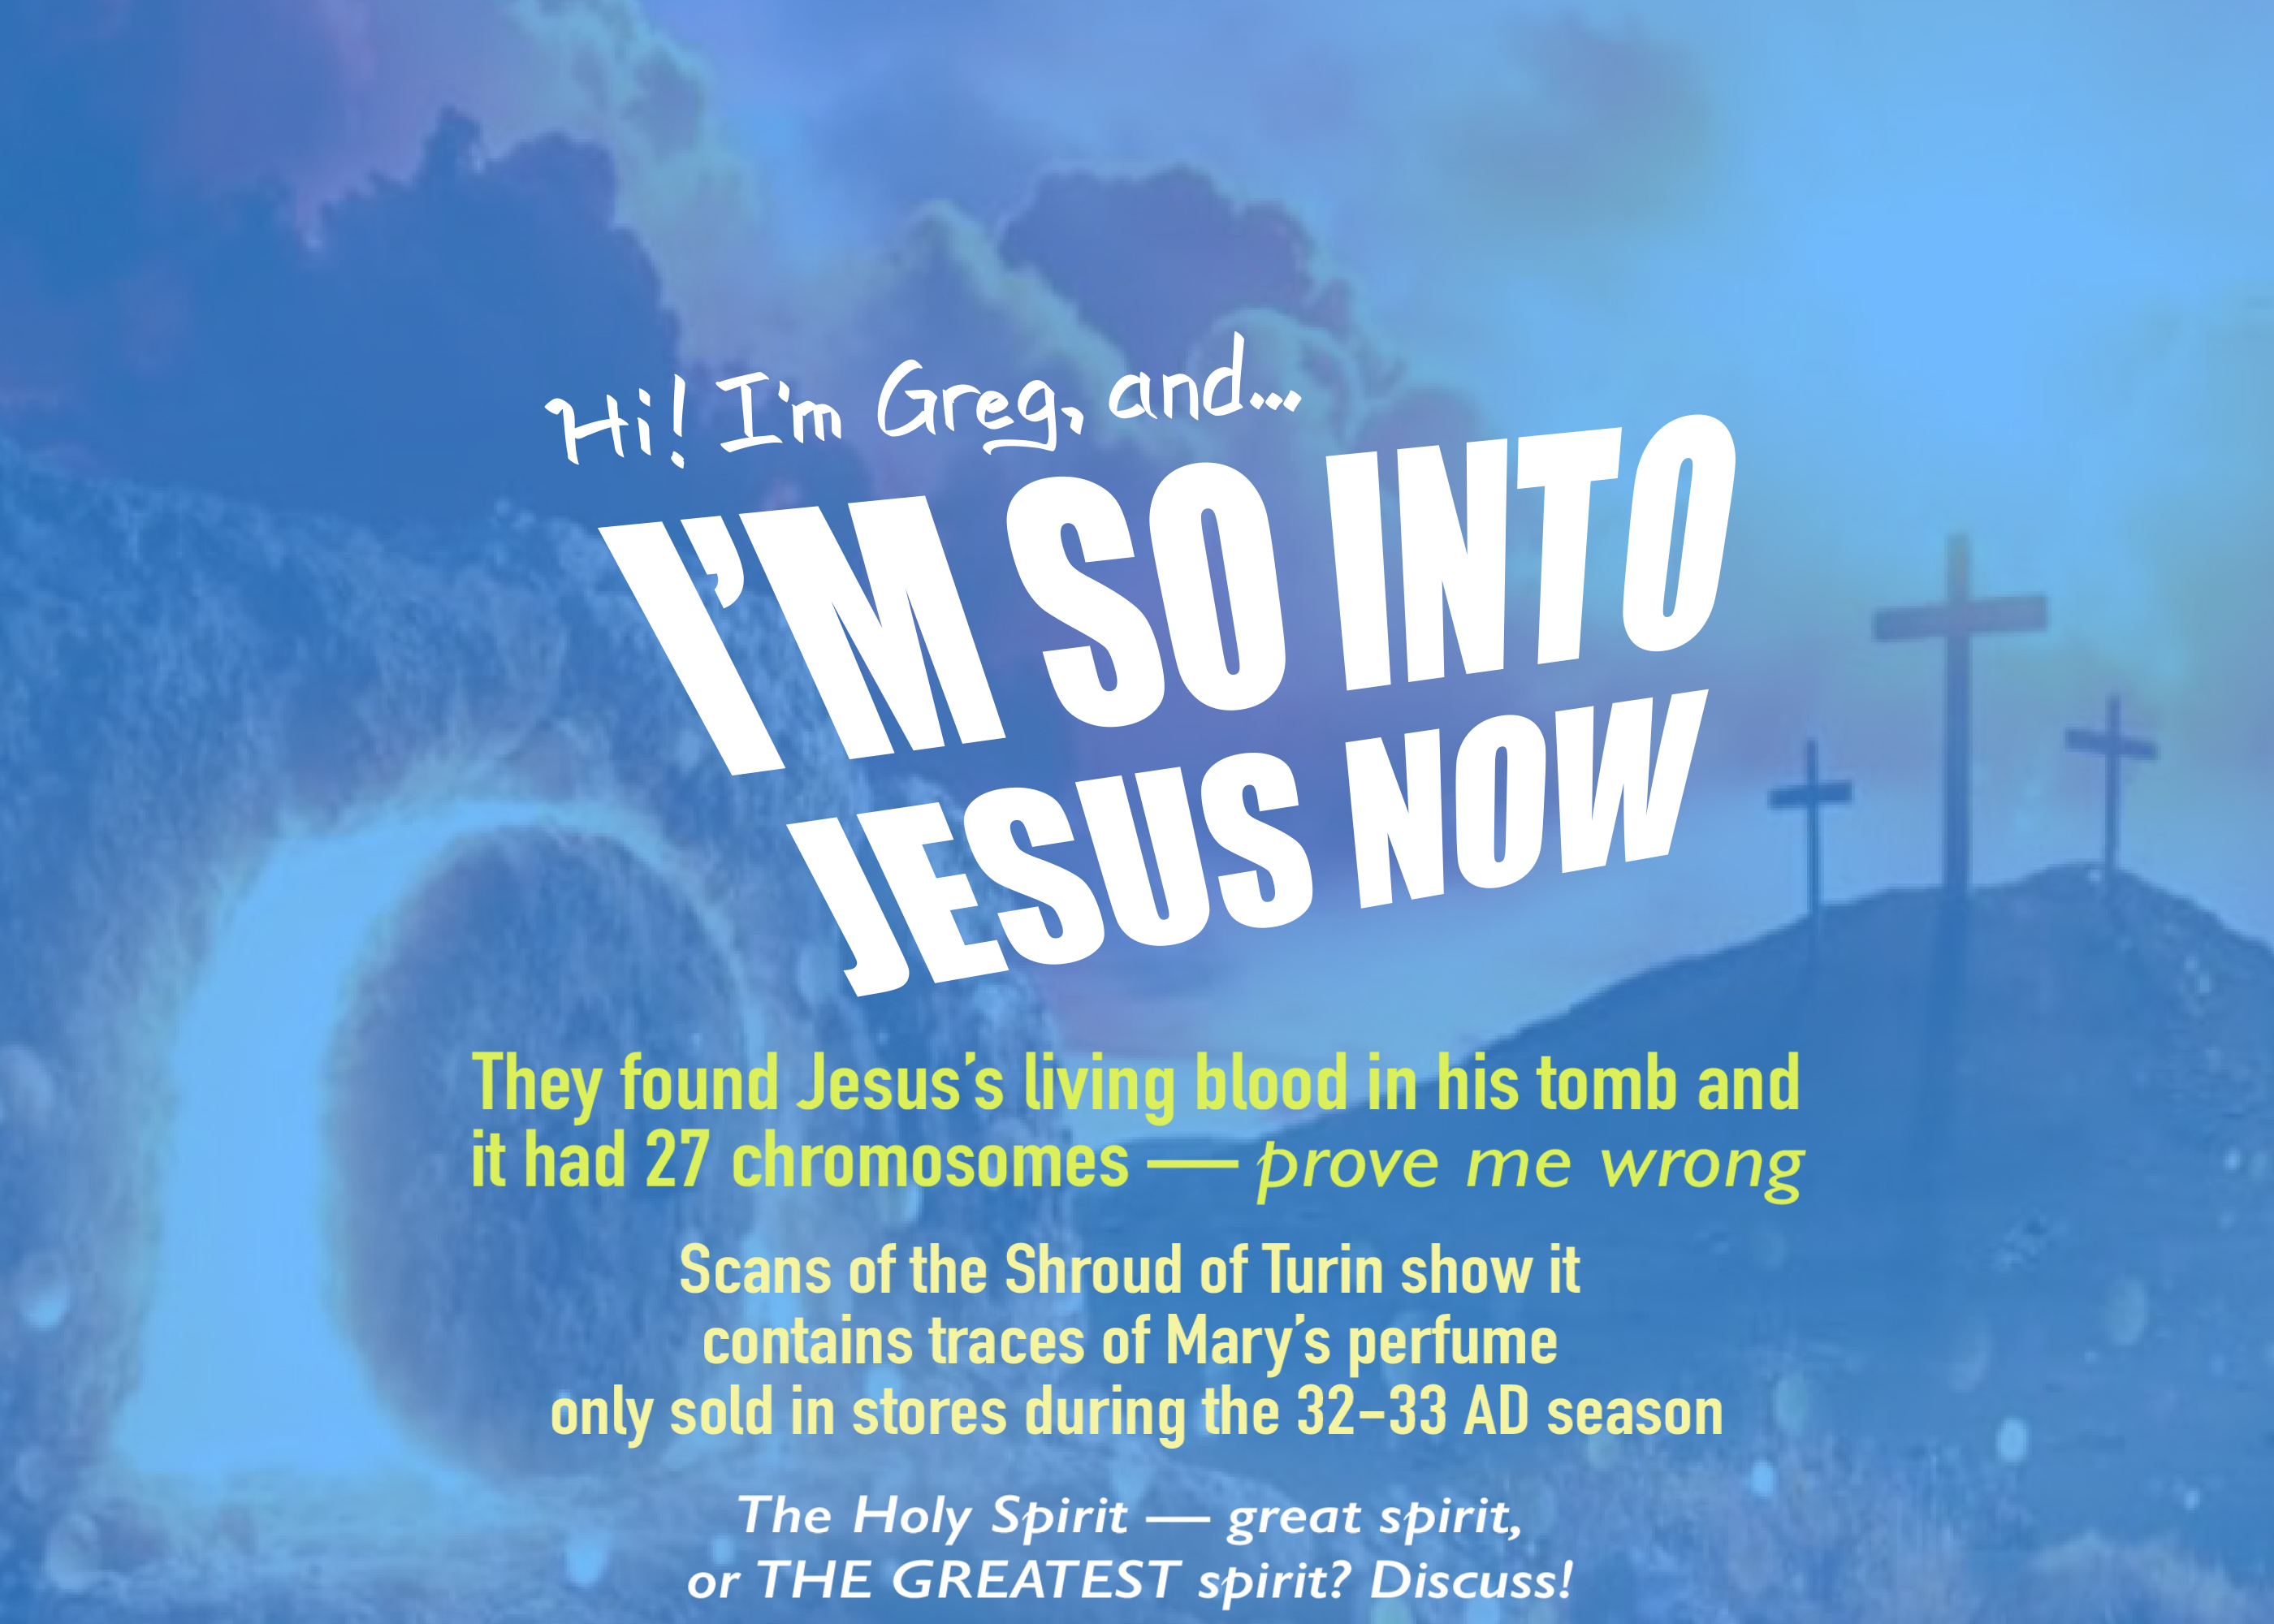 Hi! I'm Greg, and...
I’M SO INTO
JESUS NOW
They found Jesus’s living blood in his tomb and
it had 27 chromosomes — prove me wrong
Scans of the Shroud of Turin show it
contains traces of Mary’s perfume
only sold in stores during the 32–33 AD season
The Holy Spirit — great spirit,
or THE GREATEST spirit? Discuss!